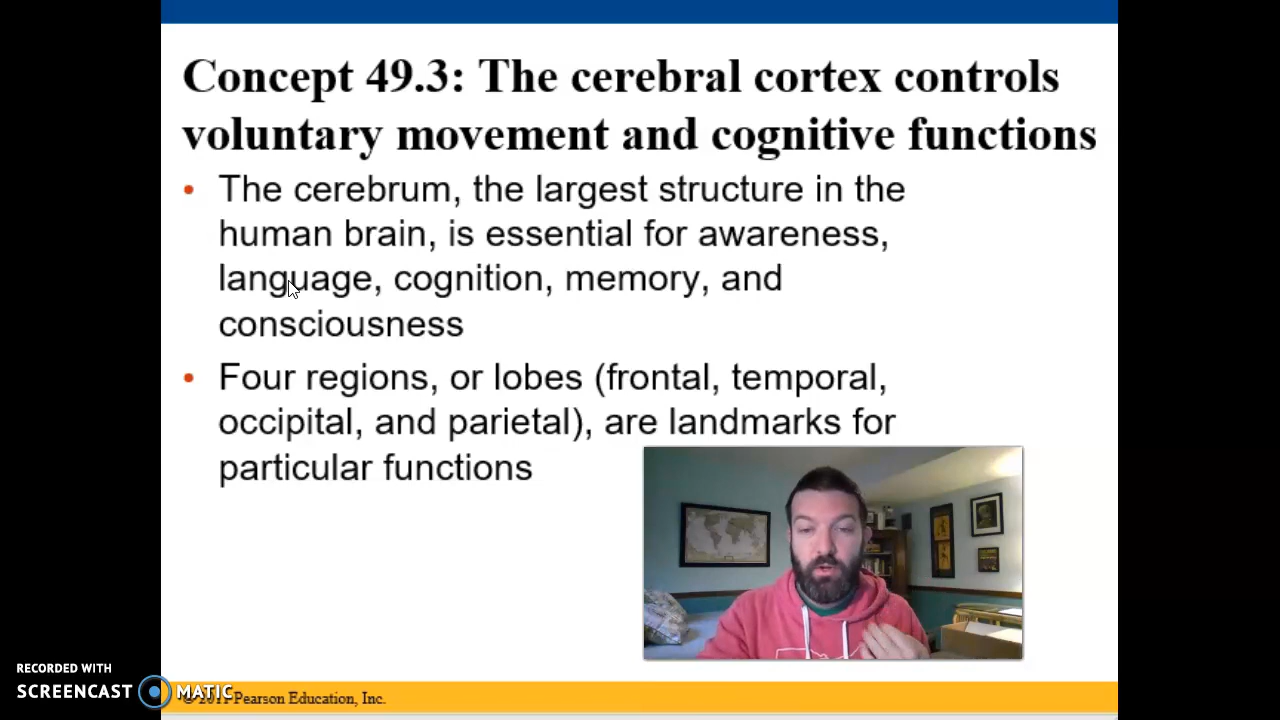 Concept 49.3: The cerebral cortex controls
voluntary movement and cognitive functions
• The cerebrum, the largest structure in the
human brain, is essential for awareness,
language, cognition, memory, and
consciousness
• Four regions, or lobes (frontal, temporal,
occipital, and parietal), are landmarks for
particular functions
RECORDED WITH
SCREENCAST MATIC
Pearson Education, Inc.